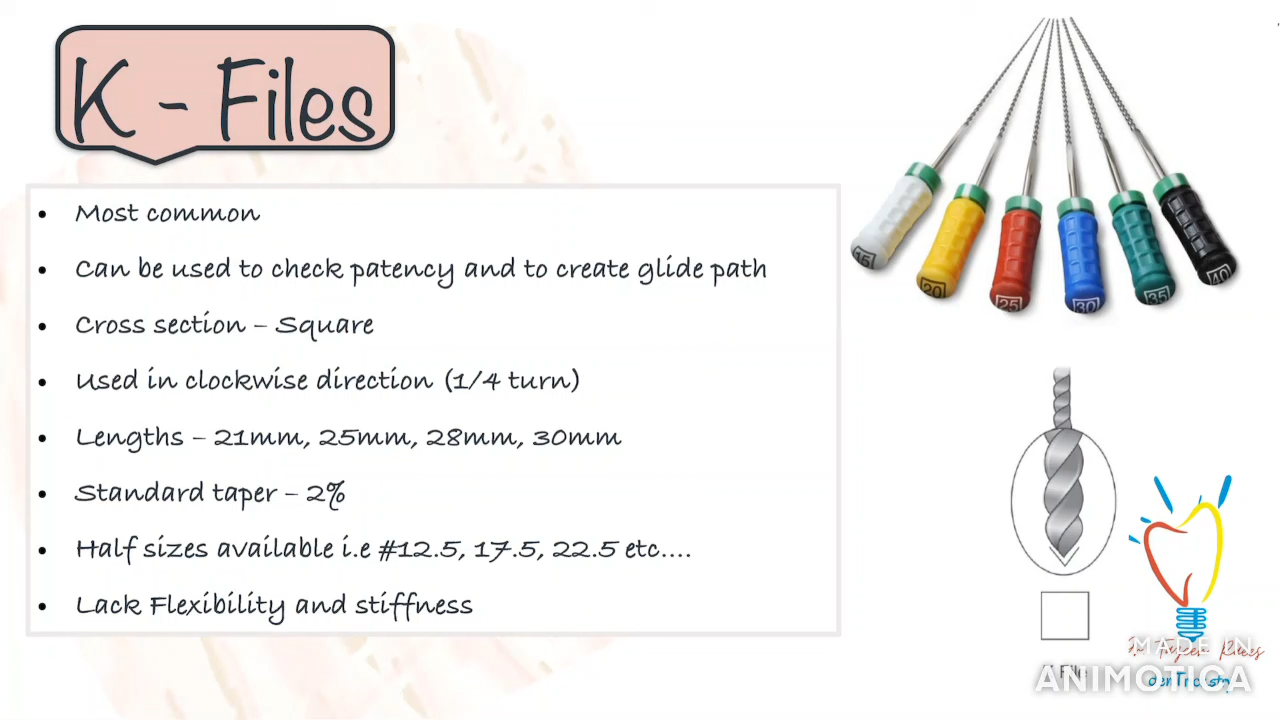 K - Files
• Most common
• Can be used to check patency and to create glide path
• Cross section – Square
• Used in clockwise direction (1/4 turn)
• Lengths – 21mm, 25mm, 28mm, 30mm
• Standard taper – 2%
• Half sizes available i.e #12.5, 17.5, 22.5 etc....
• Lack Flexibility and stiffness
15
20
25
30
35
40
MADE IN
ANIMOTICA